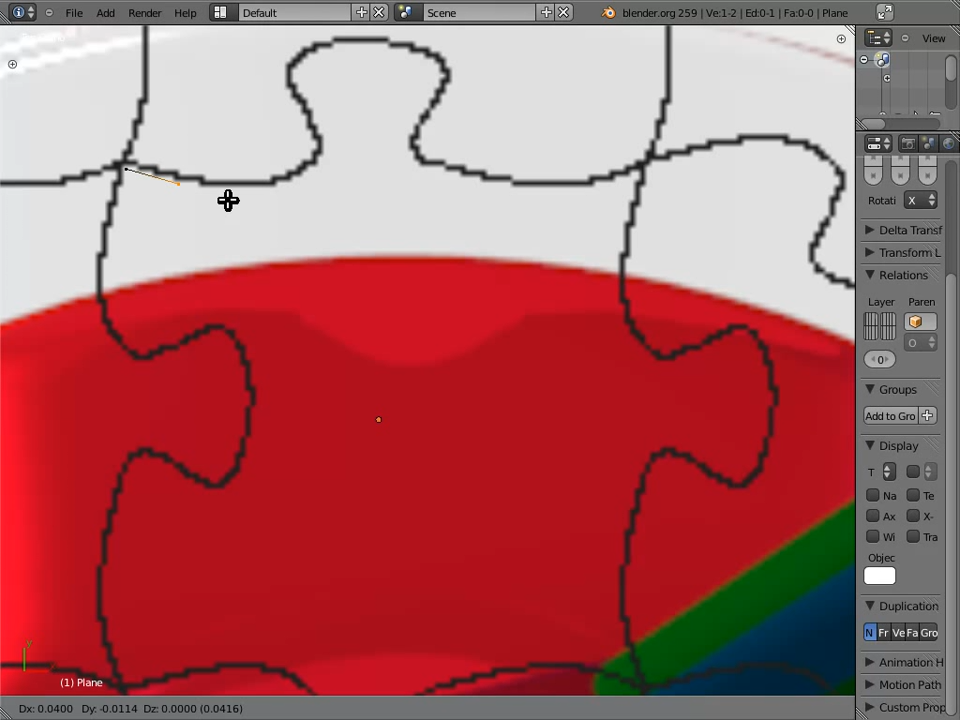 File Add Render Help Default Scene blender.org 259 | Ve:1-2 | Ed:0-1 | Fa:0-0 | Plane
View
Rotati X
Delta Transf
Transform L
Relations
Layer Paren
O
0
Groups
Add to Gro
Display
T
Na Te
Ax X-
Wi Tra
Objec
Duplication
N Fr Ve Fa Gro
Animation H
Motion Path
Custom Prop
y
(1) Plane
Dx: 0.0400 Dy: -0.0114 Dz: 0.0000 (0.0416)